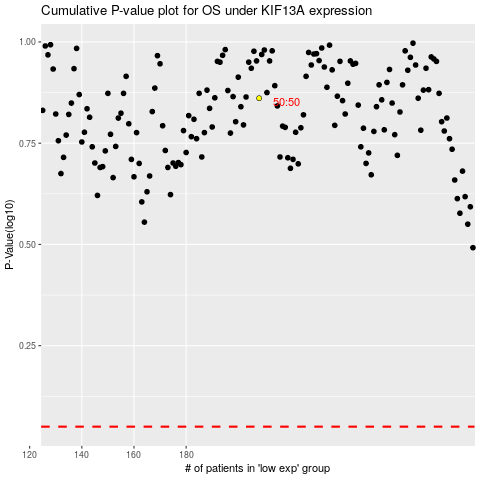 Cumulative P-value plot for OS under KIF13A expression
P-Value(log10)
1.00
0.75
0.50
0.25
50:50
120 140 160 180
# of patients in 'low exp' group